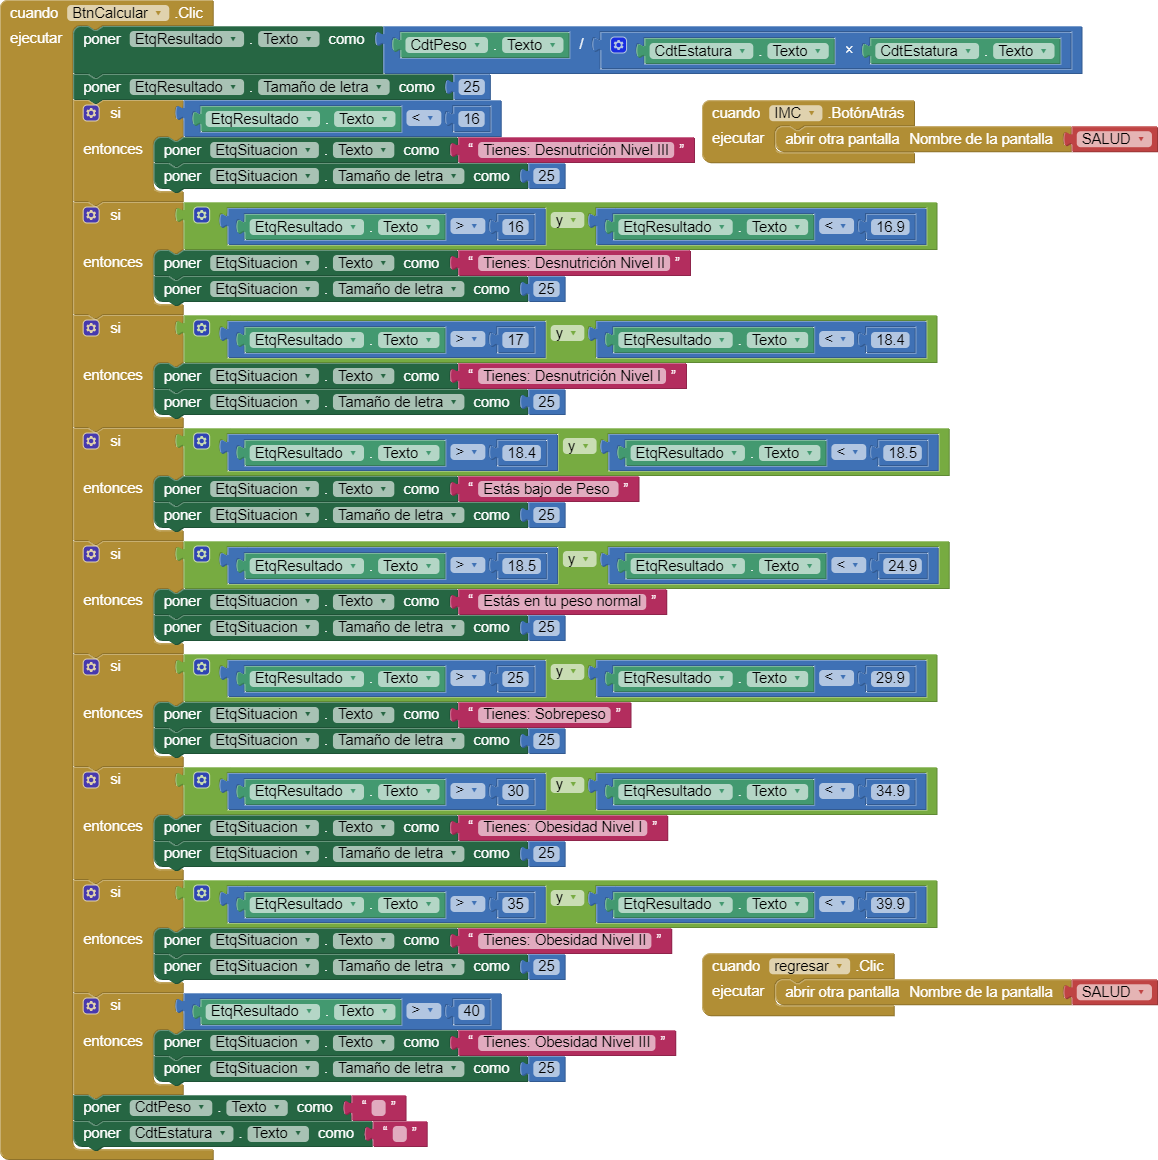 cuando BtnCalcular .Clic
ejecutar poner EtqResultado . Texto como CdtPeso . Texto / CdtEstatura . Texto × CdtEstatura . Texto
poner EtqResultado . Tamaño de letra como 25
si EtqResultado . Texto < 16
entonces poner EtqSituacion . Texto como “ Tienes: Desnutrición Nivel III ”
poner EtqSituacion . Tamaño de letra como 25
cuando IMC .BotónAtrás
ejecutar abrir otra pantalla Nombre de la pantalla SALUD
si EtqResultado . Texto > 16 y EtqResultado . Texto < 16.9
entonces poner EtqSituacion . Texto como “ Tienes: Desnutrición Nivel II ”
poner EtqSituacion . Tamaño de letra como 25
si EtqResultado . Texto > 17 y EtqResultado . Texto < 18.4
entonces poner EtqSituacion . Texto como “ Tienes: Desnutrición Nivel I ”
poner EtqSituacion . Tamaño de letra como 25
si EtqResultado . Texto > 18.4 y EtqResultado . Texto < 18.5
entonces poner EtqSituacion . Texto como “ Estás bajo de Peso ”
poner EtqSituacion . Tamaño de letra como 25
si EtqResultado . Texto > 18.5 y EtqResultado . Texto < 24.9
entonces poner EtqSituacion . Texto como “ Estás en tu peso normal ”
poner EtqSituacion . Tamaño de letra como 25
si EtqResultado . Texto > 25 y EtqResultado . Texto < 29.9
entonces poner EtqSituacion . Texto como “ Tienes: Sobrepeso ”
poner EtqSituacion . Tamaño de letra como 25
si EtqResultado . Texto > 30 y EtqResultado . Texto < 34.9
entonces poner EtqSituacion . Texto como “ Tienes: Obesidad Nivel I ”
poner EtqSituacion . Tamaño de letra como 25
si EtqResultado . Texto > 35 y EtqResultado . Texto < 39.9
entonces poner EtqSituacion . Texto como “ Tienes: Obesidad Nivel II ”
poner EtqSituacion . Tamaño de letra como 25
cuando regresar .Clic
ejecutar abrir otra pantalla Nombre de la pantalla SALUD
si EtqResultado . Texto > 40
entonces poner EtqSituacion . Texto como “ Tienes: Obesidad Nivel III ”
poner EtqSituacion . Tamaño de letra como 25
poner CdtPeso . Texto como “ ”
poner CdtEstatura . Texto como “ ”